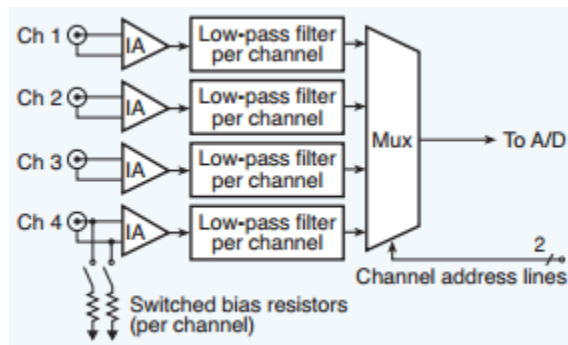 Ch 1
IA
Low-pass filter
per channel
Ch 2
IA
Low-pass filter
per channel
Mux
To A/D
Ch 3
IA
Low-pass filter
per channel
Ch 4
IA
Low-pass filter
per channel
2
Channel address lines
Switched bias resistors
(per channel)